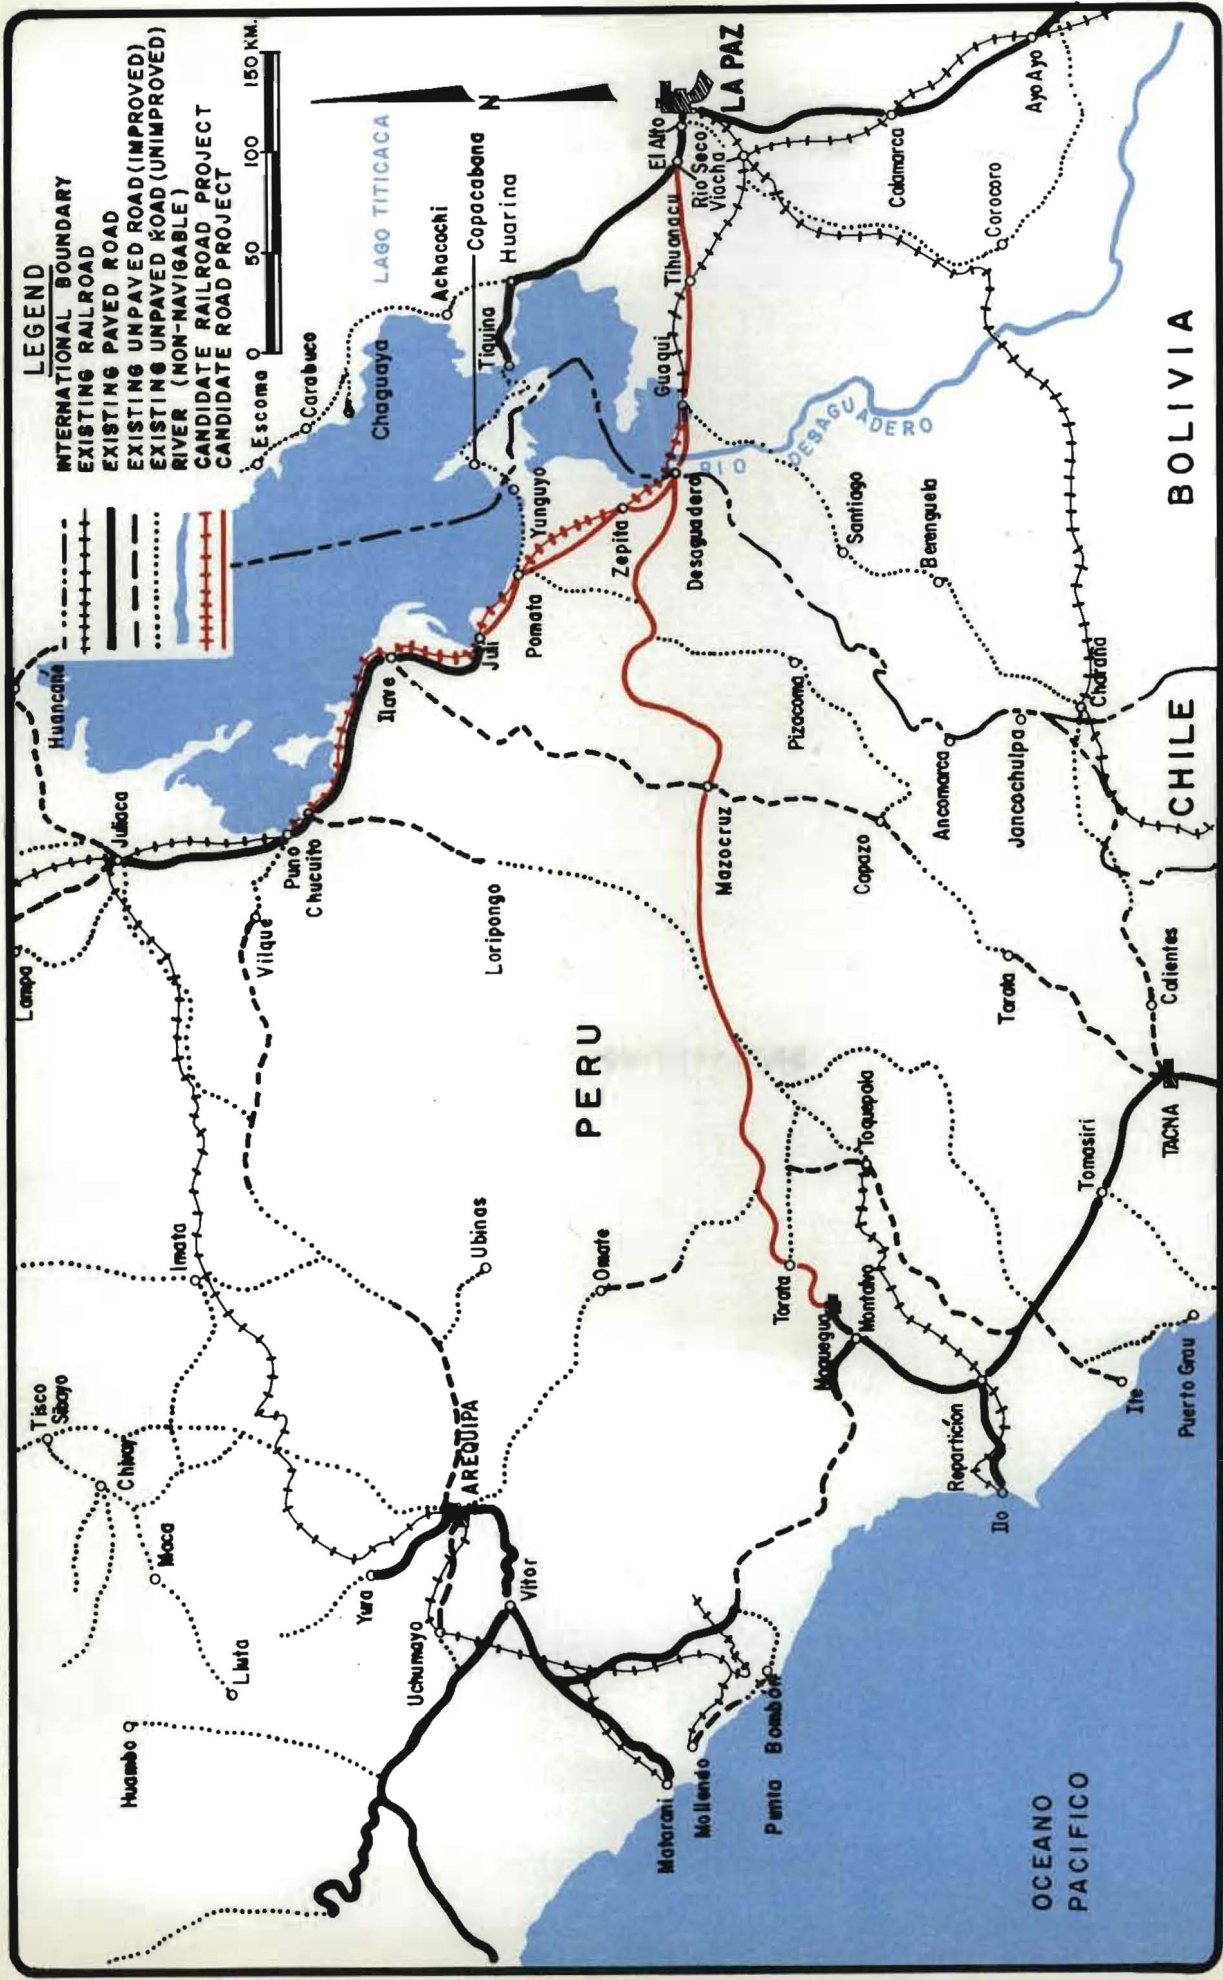 LEGEND
INTERNATIONAL BOUNDARY
EXISTING RAILROAD
EXISTING PAVED ROAD
EXISTING UNPAVED ROAD (IMPROVED)
EXISTING UNPAVED ROAD (UNIMPROVED)
RIVER (NON-NAVIGABLE)
CANDIDATE RAILROAD PROJECT
CANDIDATE ROAD PROJECT
0 50 100 150 KM.
N
LAGO TITICACA
Huancané
Escoma
Carabuco
Chaguaya
Achacachi
Copacabana
Huarina
Tiquina
Yunguyo
Lampa
Juliaca
Puno
Chucuito
Vilque
Ilave
Juli
Pomata
Zepita
Desaguadero
Guaqui
Tihuanacu
El Alto
Rio Seco
Viacha
LA PAZ
Calamarca
Ayo Ayo
Corocoro
RIO DESAGUADERO
Santiago
Berenguela
BOLIVIA
Loripongo
Mazocruz
Pizacoma
Capazo
Ancomarca
Jancochuipa
Charaña
CHILE
PERU
Tarata
Calientes
TACNA
Tomasiri
Tisco
Sibayo
Imata
Chivay
Maca
Lluta
Huambo
Ubinas
Omate
AREQUIPA
Yura
Uchumayo
Vitor
Torata
Moquegua
Montalvo
Toquepala
Repartición
Ilo
Ite
Puerto Grau
Matarani
Mollendo
Punta Bombón
OCEANO
PACIFICO